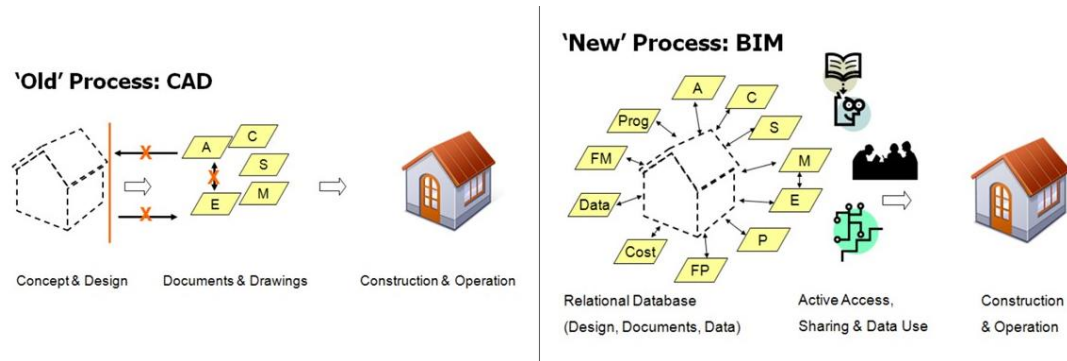 ‘Old’ Process: CAD
A
C
S
E
M
X
X
X
Concept & Design
Documents & Drawings
Construction & Operation
‘New’ Process: BIM
A
C
Prog
S
FM
M
Data
E
Cost
P
FP
Relational Database
(Design, Documents, Data)
Active Access,
Sharing & Data Use
Construction
& Operation